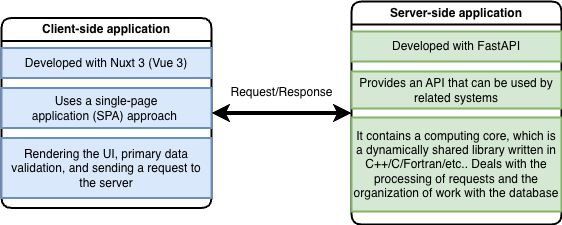 Client-side application
Developed with Nuxt 3 (Vue 3)
Uses a single-page
application (SPA) approach
Rendering the UI, primary data
validation, and sending a request to
the server
Request/Response
Server-side application
Developed with FastAPI
Provides an API that can be used by
related systems
It contains a computing core, which is
a dynamically shared library written in
C++/C/Fortran/etc.. Deals with the
processing of requests and the
organization of work with the database